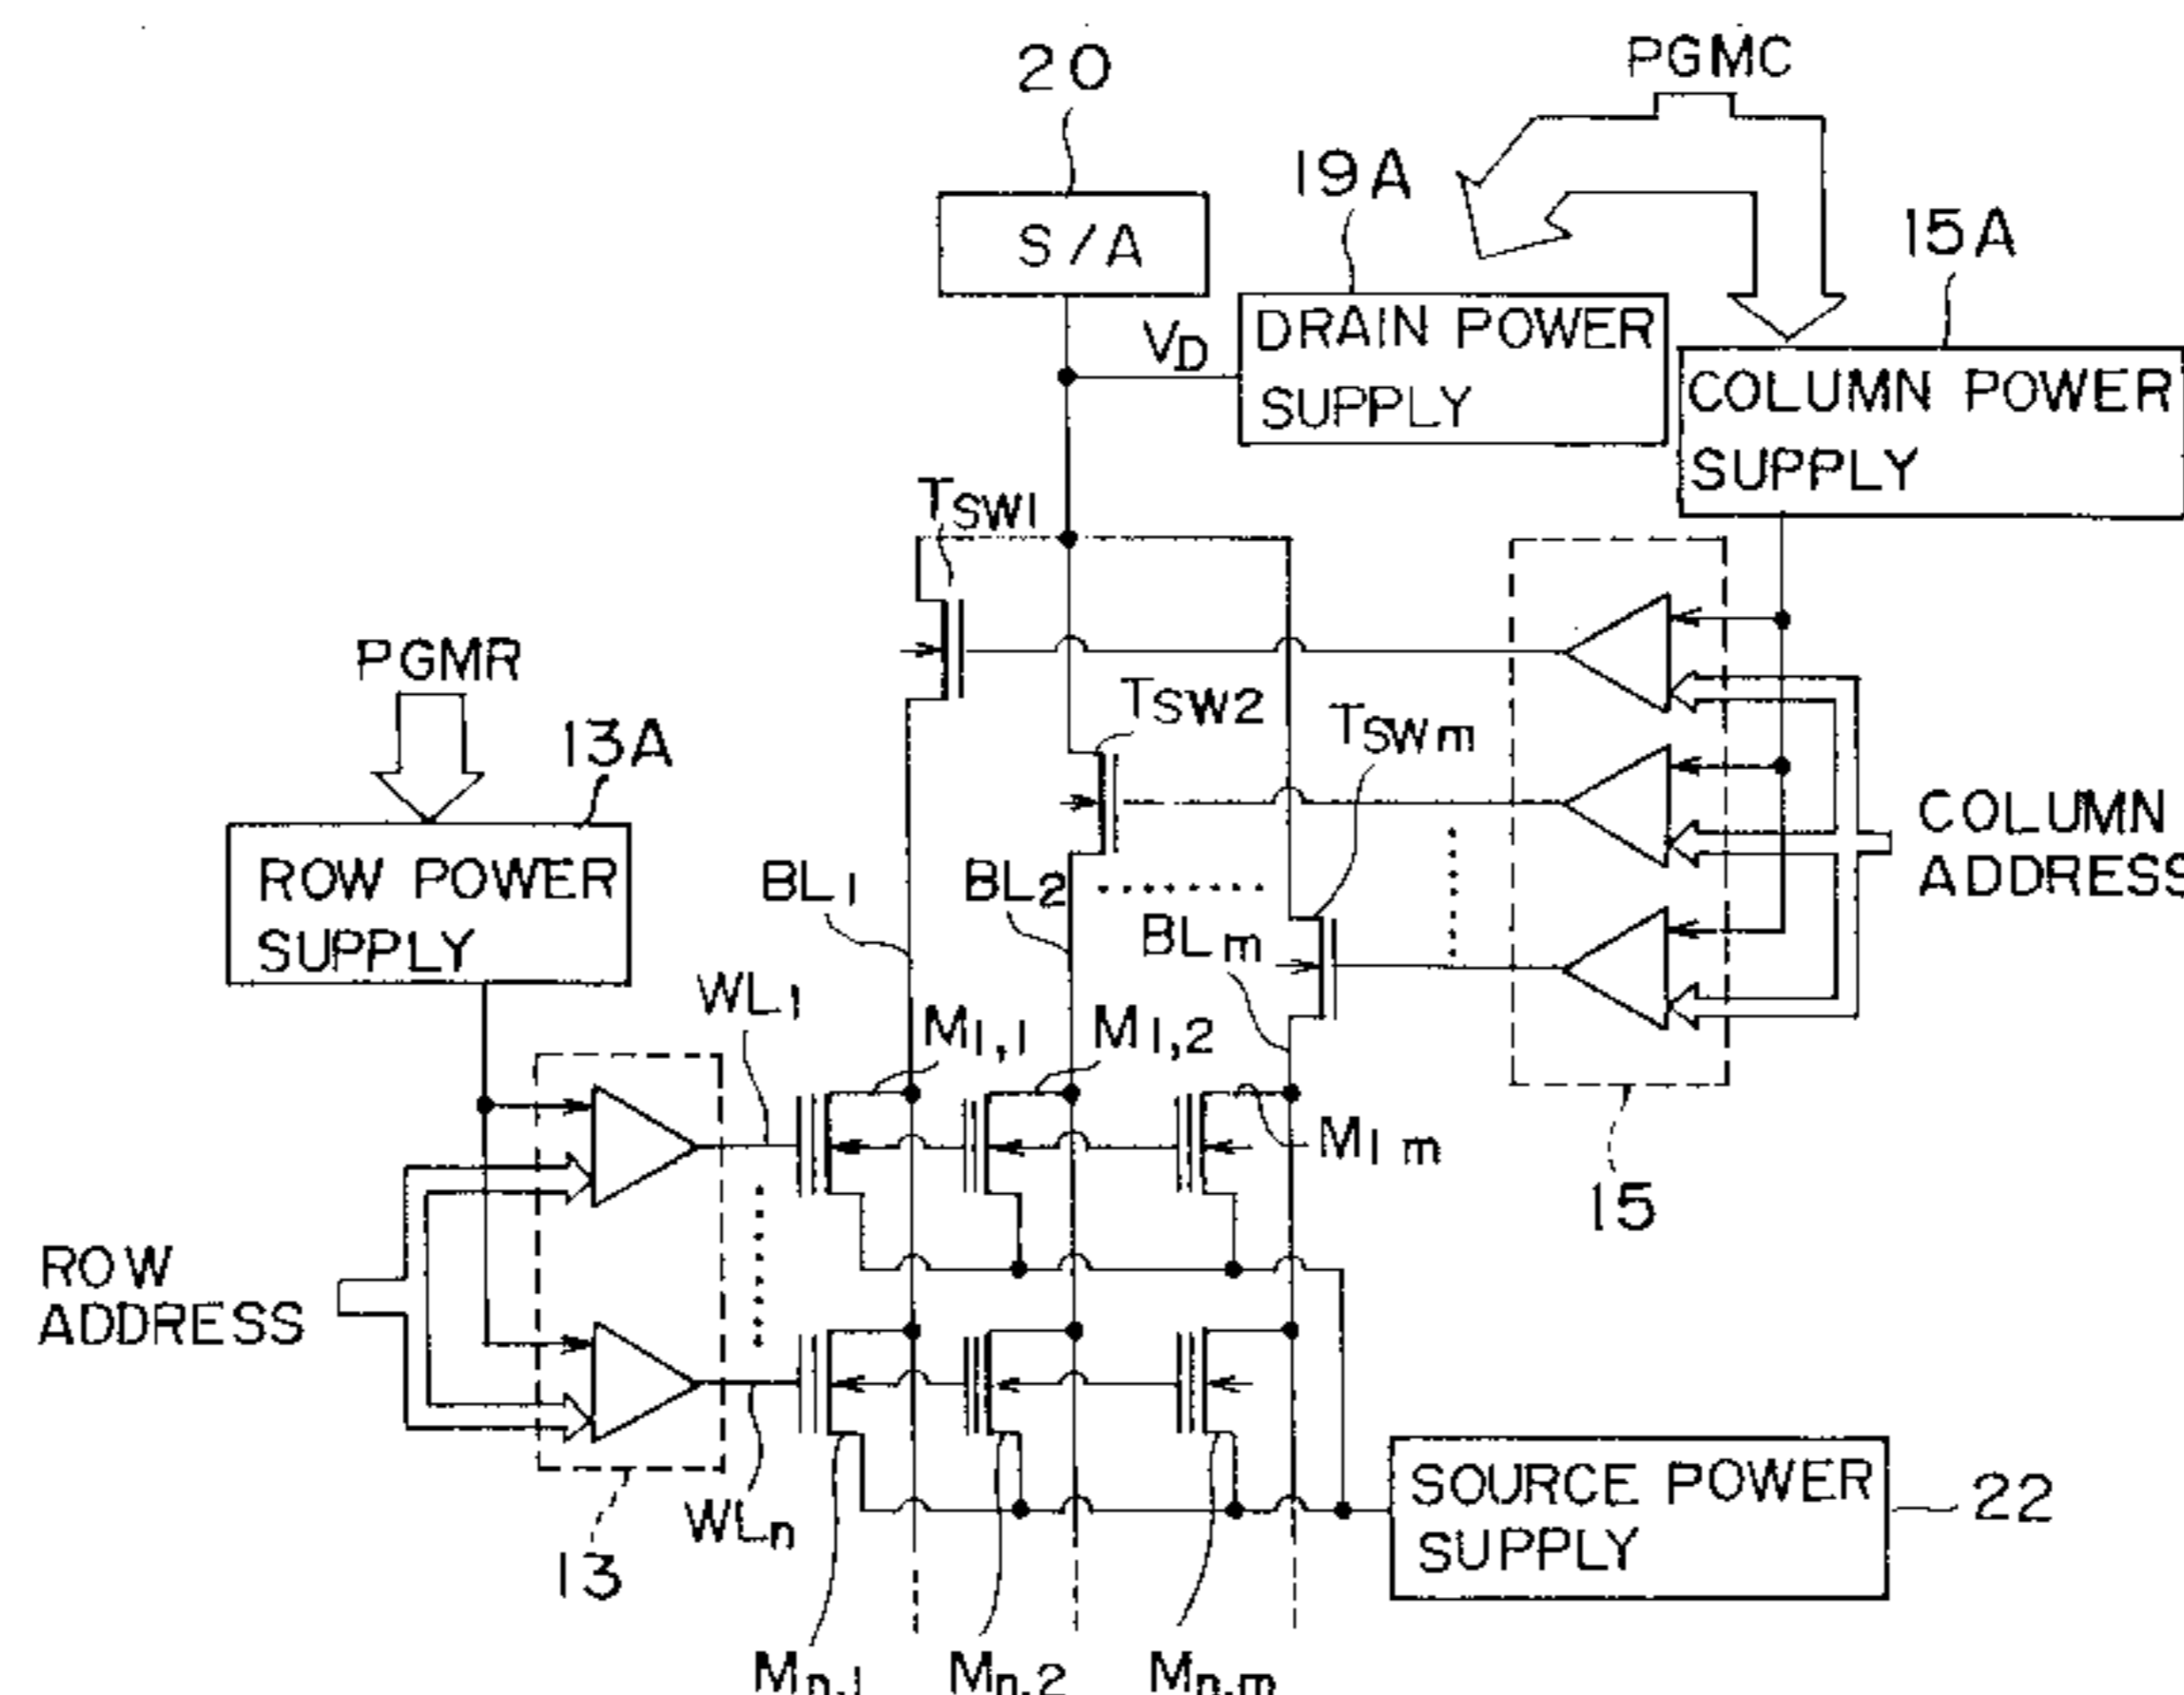 20
PGMC
19A
15A
S/A
VD
DRAIN POWER
SUPPLY
COLUMN POWER
SUPPLY
TSW1
PGMR
13A
TSW2
TSWm
COLUMN
ADDRESS
ROW POWER
SUPPLY
BL1
BL2
BLm
WL1
M1,1
M1,2
M1 m
15
ROW
ADDRESS
WLn
13
SOURCE POWER
SUPPLY
22
Mn,1
Mn,2
Mn,m